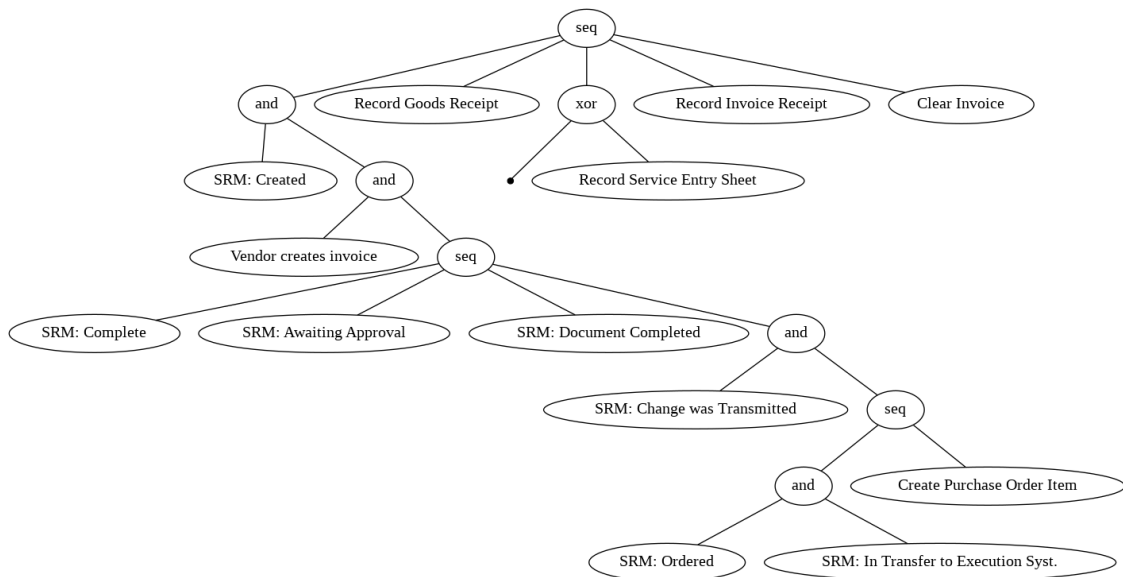 seq
and
Record Goods Receipt
xor
Record Invoice Receipt
Clear Invoice
SRM: Created
and
Record Service Entry Sheet
Vendor creates invoice
seq
SRM: Complete
SRM: Awaiting Approval
SRM: Document Completed
and
SRM: Change was Transmitted
seq
and
Create Purchase Order Item
SRM: Ordered
SRM: In Transfer to Execution Syst.